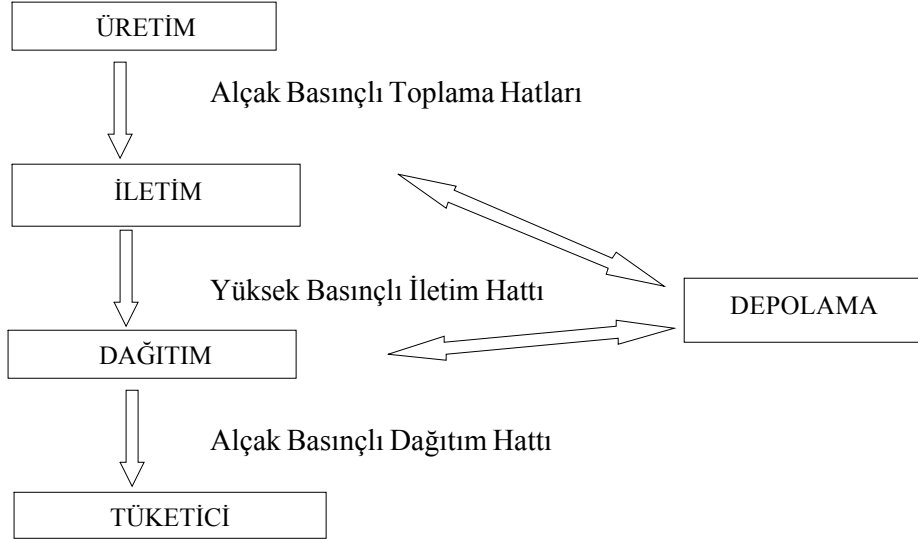 ÜRETİM
Alçak Basınçlı Toplama Hatları
İLETİM
Yüksek Basınçlı İletim Hattı
DEPOLAMA
DAĞITIM
Alçak Basınçlı Dağıtım Hattı
TÜKETİCİ